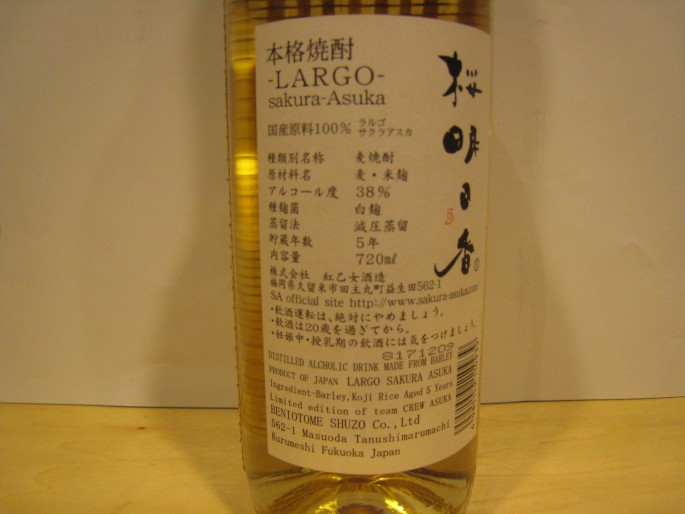 本格焼酎
-LARGO-
sakura-Asuka
国産原料100% ラルゴ
サクラアスカ
種類別名称 麦焼酎
原材料名 麦・米麹
アルコール度 38%
種麹菌 白麹
蒸留法 減圧蒸留
貯蔵年数 5年
内容量 720ml
株式会社 紅乙女酒造
福岡県久留米市田主丸町益生田562-1
SA official site http://www.sakura-asuka.com/
・飲酒運転は、絶対にやめましょう。
・飲酒は20歳を過ぎてから。
・妊娠中・授乳期の飲酒には気をつけましょう。
8171209
DISTILLED ALCHOLIC DRINK MADE FROM BARLEY
PRODUCT OF JAPAN LARGO SAKURA ASUKA
Ingredient-Barley,Koji Rice Aged 5 Years
Limited edition of team CREW ASUKA
BENIOTOME SHUZO Co.,Ltd
562-1 Masuoda Tanushimarumachi
Kurumeshi Fukuoka Japan
桜明日香